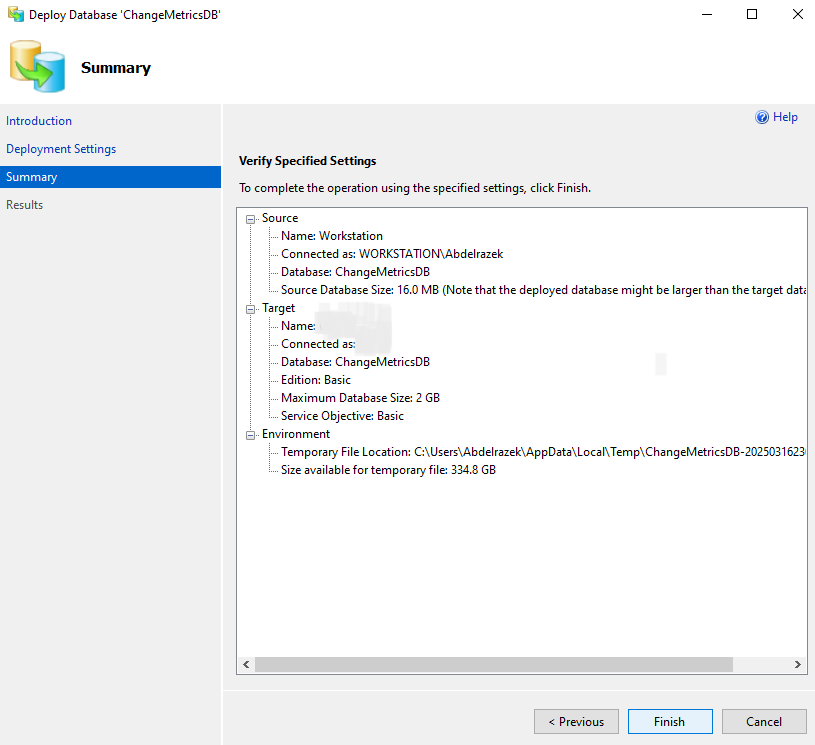 Deploy Database 'ChangeMetricsDB'
Summary
Introduction
Deployment Settings
Summary
Results
Help
Verify Specified Settings
To complete the operation using the specified settings, click Finish.
Source
Name: Workstation
Connected as: WORKSTATION\Abdelrazek
Database: ChangeMetricsDB
Source Database Size: 16.0 MB (Note that the deployed database might be larger than the target data
Target
Name:
Connected as:
Database: ChangeMetricsDB
Edition: Basic
Maximum Database Size: 2 GB
Service Objective: Basic
Environment
Temporary File Location: C:\Users\Abdelrazek\AppData\Local\Temp\ChangeMetricsDB-2025031623
Size available for temporary file: 334.8 GB
< Previous
Finish
Cancel